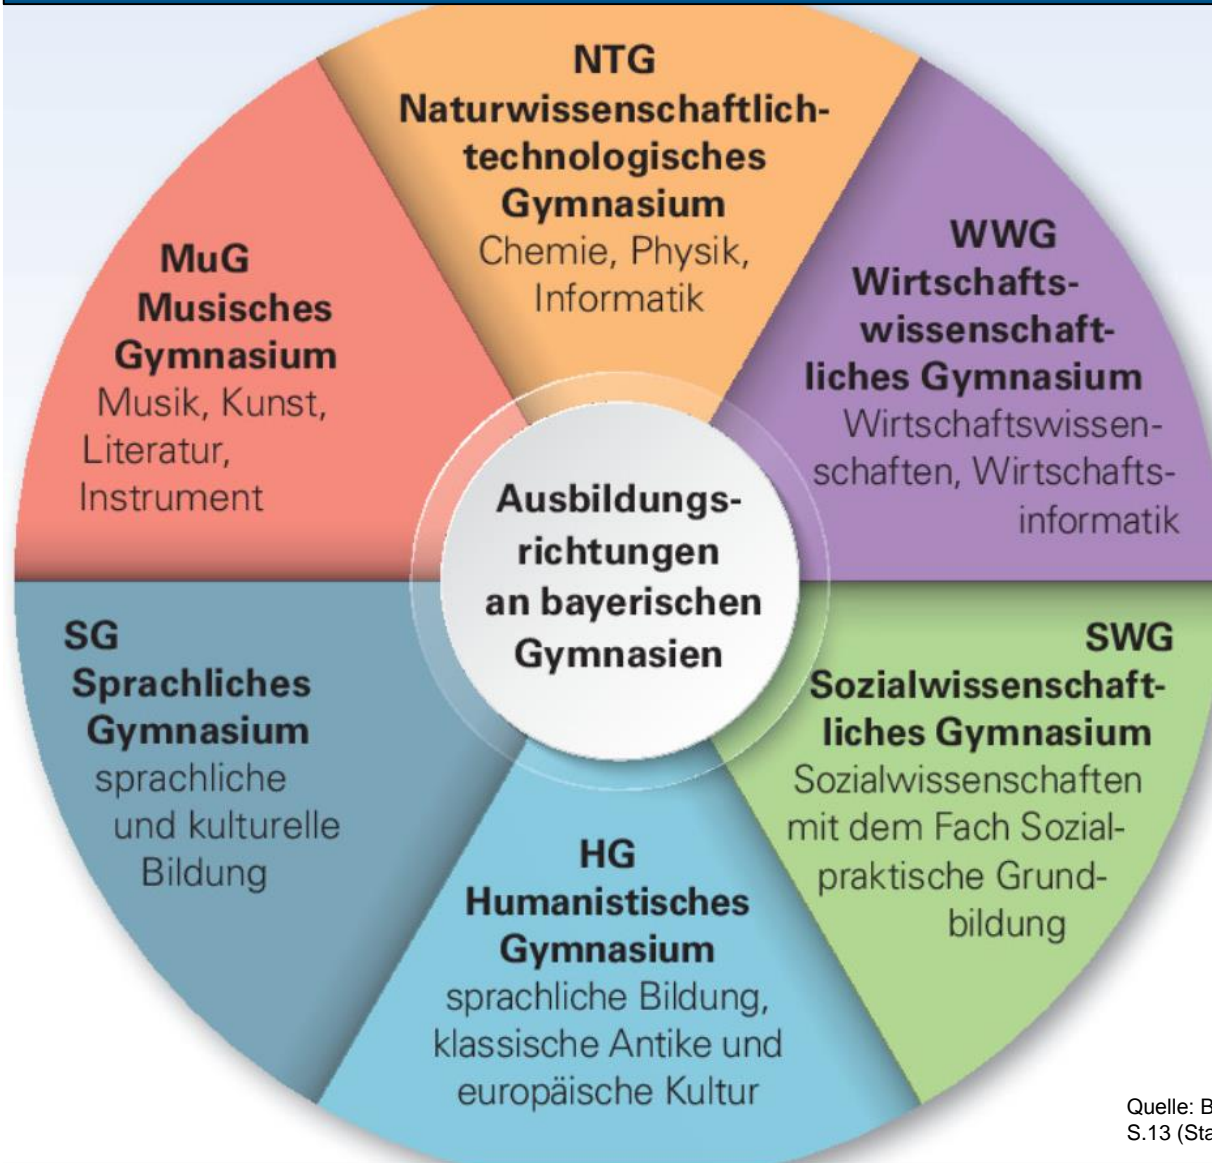 NTG
Naturwissenschaftlich-
technologisches
Gymnasium
Chemie, Physik,
Informatik
WWG
Wirtschafts-
wissenschaft-
liches Gymnasium
Wirtschaftswissen-
schaften, Wirtschafts-
informatik
MuG
Musisches
Gymnasium
Musik, Kunst,
Literatur,
Instrument
Ausbildungs-
richtungen
an bayerischen
Gymnasien
SG
Sprachliches
Gymnasium
sprachliche
und kulturelle
Bildung
SWG
Sozialwissenschaft-
liches Gymnasium
Sozialwissenschaften
mit dem Fach Sozial-
praktische Grund-
bildung
HG
Humanistisches
Gymnasium
sprachliche Bildung,
klassische Antike und
europäische Kultur
Quelle:
S.13